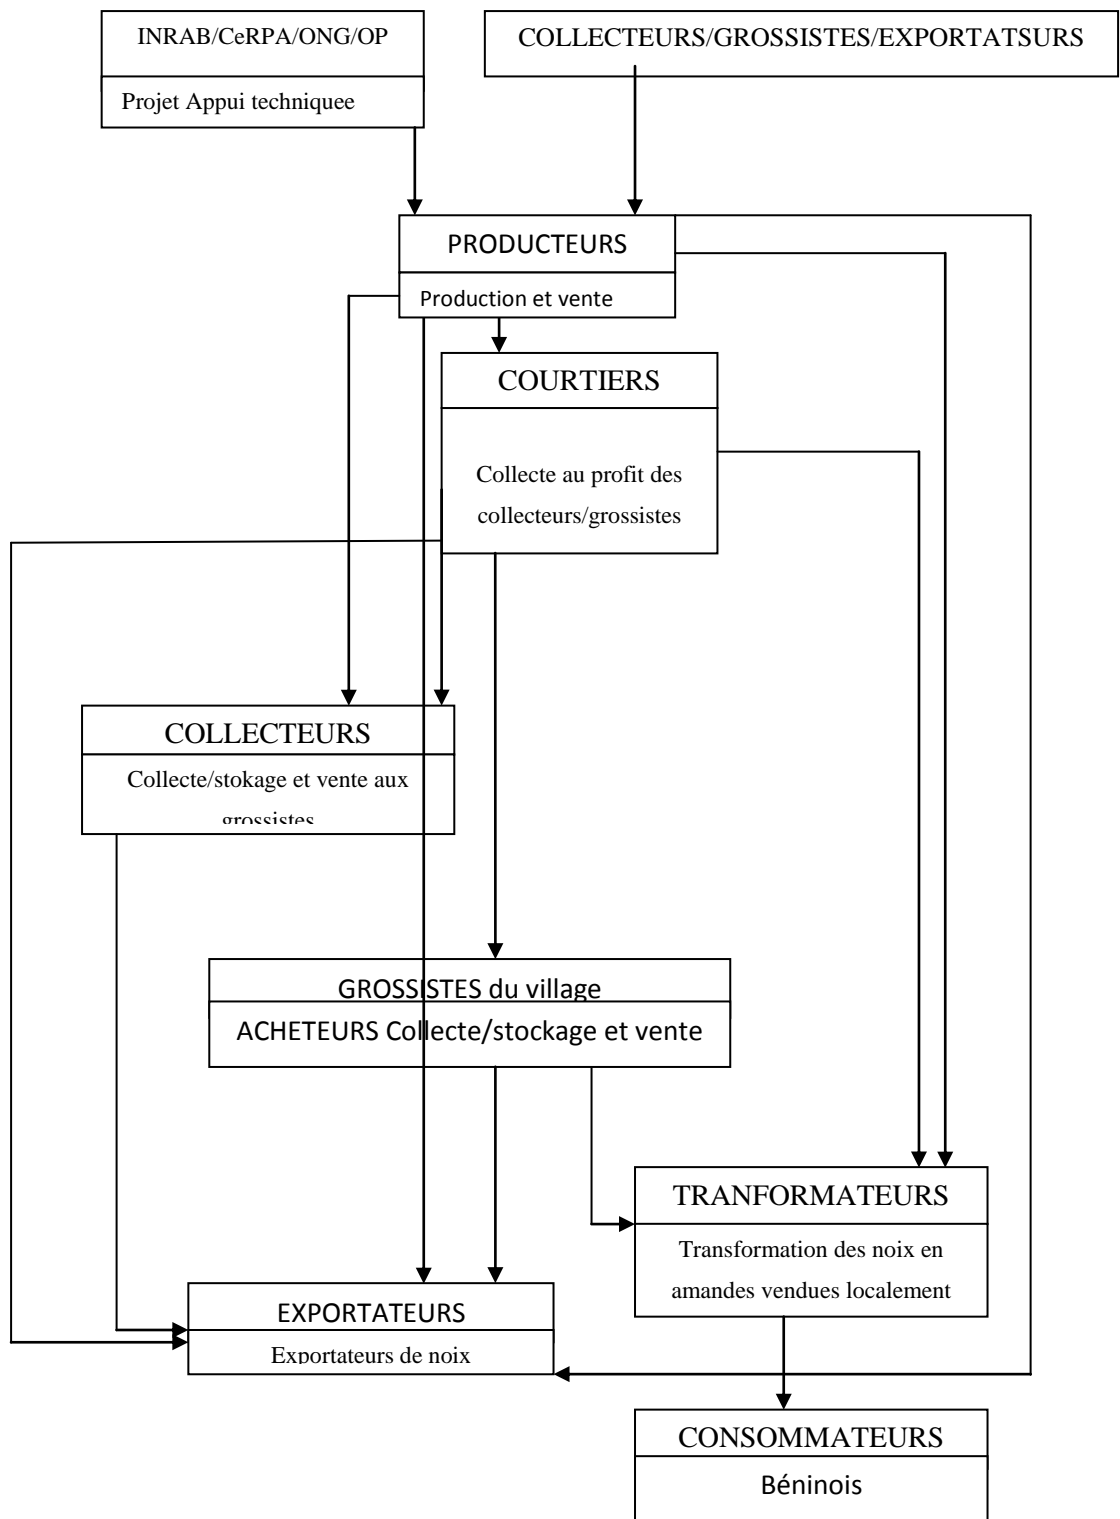 INRAB/CeRPA/ONG/OP
Projet Appui techniquee
COLLECTEURS/GROSSISTES/EXPORTATSURS
PRODUCTEURS
Production et vente
COURTIERS
Collecte au profit des
collecteurs/grossistes
COLLECTEURS
Collecte/stokage et vente aux
grossistes
GROSSISTES du village
ACHETEURS Collecte/stockage et vente
TRANFORMATEURS
Transformation des noix en
amandes vendues localement
EXPORTATEURS
Exportateurs de noix
CONSOMMATEURS
Béninois